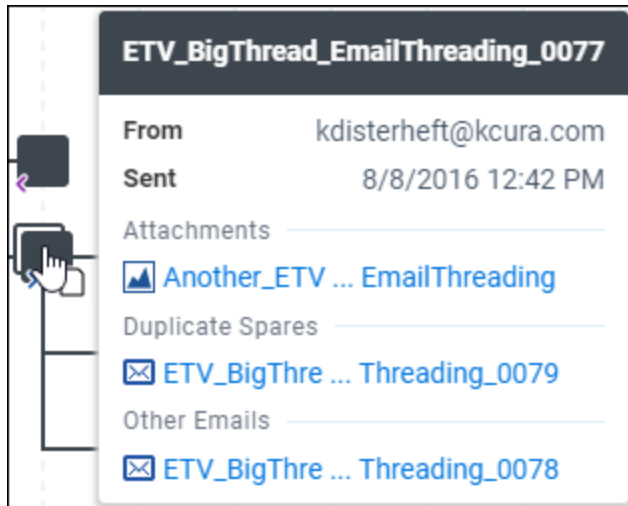 ETV_BigThread_EmailThreading_0077
From kdisterheft@kcura.com
Sent 8/8/2016 12:42 PM
Attachments
Another_ETV ... EmailThreading
Duplicate Spares
ETV_BigThre ... Threading_0079
Other Emails
ETV_BigThre ... Threading_0078